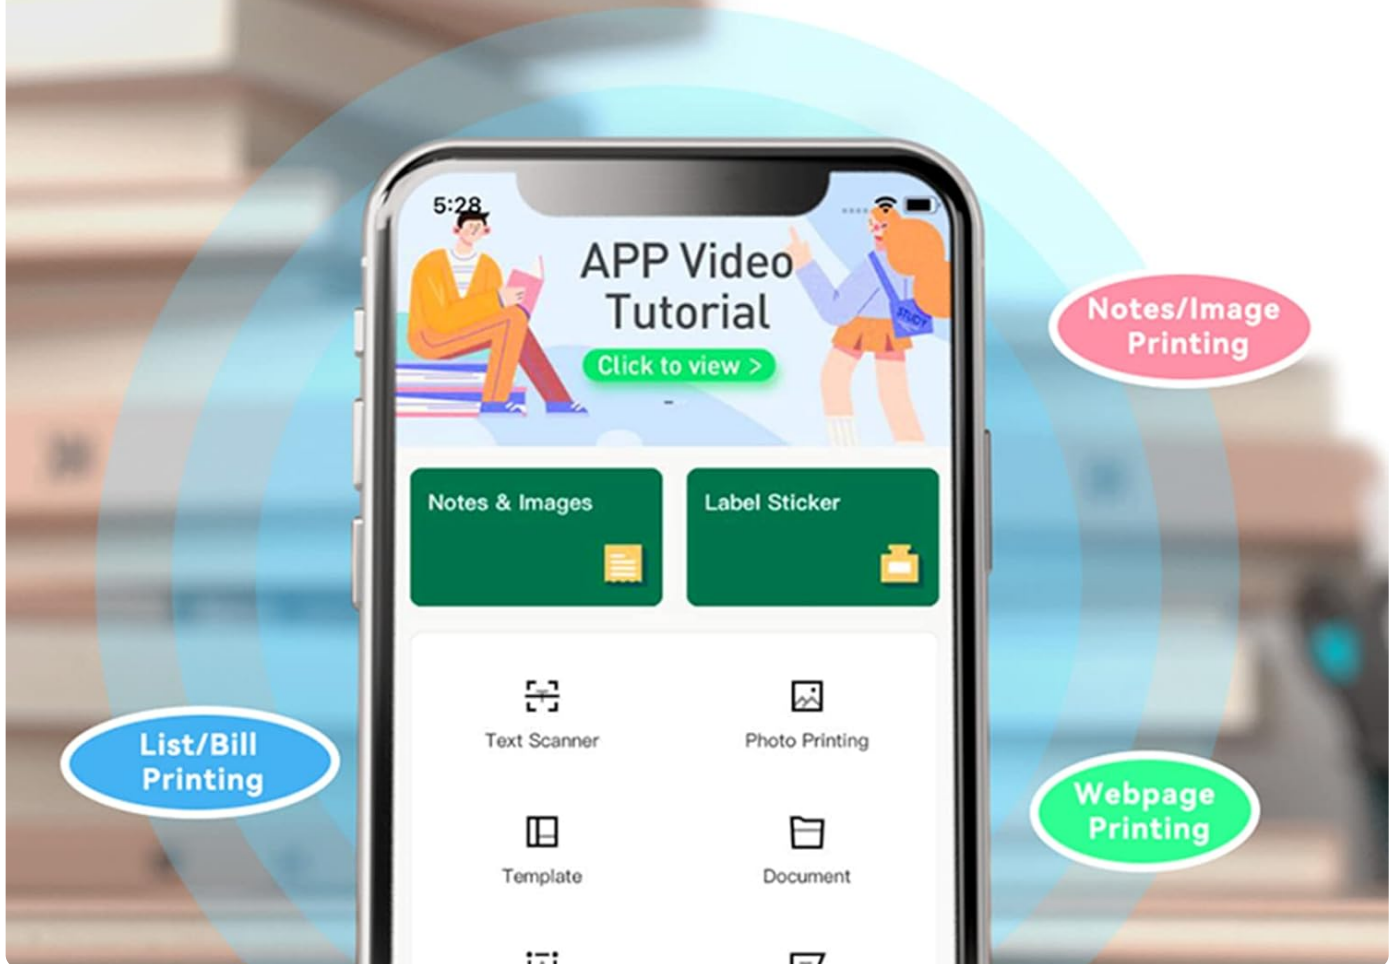 5:28
APP Video
Tutorial
Click to view >
STUDY
Notes/Image
Printing
Notes & Images
Label Sticker
Text Scanner
Photo Printing
List/Bill
Printing
Webpage
Printing
Template
Document